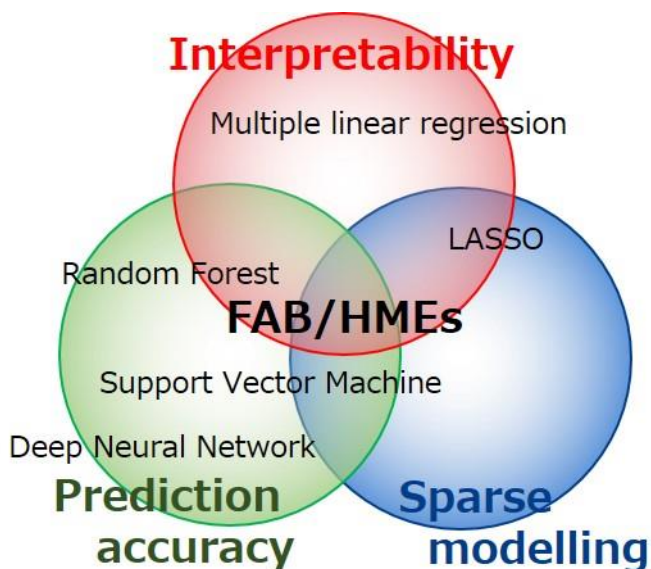 Interpretability
Multiple linear regression
LASSO
Random Forest
FAB/HMEs
Support Vector Machine
Deep Neural Network
Prediction
accuracy
Sparse
modelling